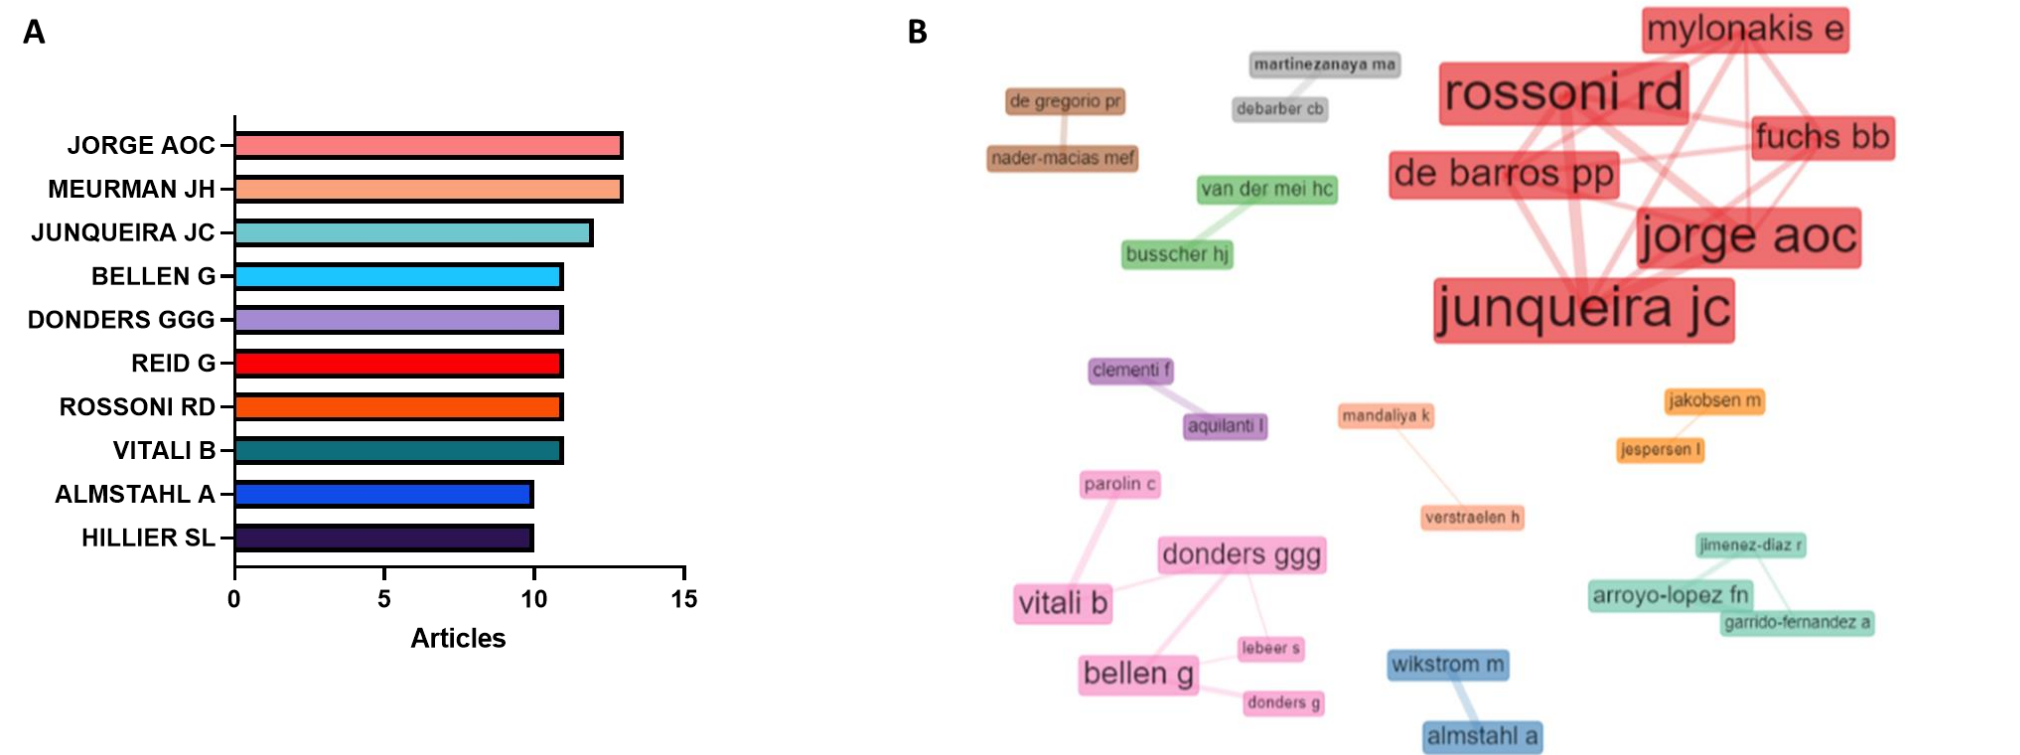 A
JORGE AOC
MEURMAN JH
JUNQUEIRA JC
BELLEN G
DONDERS GGG
REID G
ROSSONI RD
VITALI B
ALMSTAHL A
HILLIER SL
0 5 10 15
Articles
B
mylonakis e
martinezanaya ma
rossoni rd
de gregorio pr
debarber cb
fuchs bb
nader-macias mef
de barros pp
van der mei hc
jorge aoc
busscher hj
junqueira jc
clementi f
jakobsen m
mandaliya k
aquilanti l
jespersen l
parolin c
verstraelen h
jimenez-diaz r
donders ggg
arroyo-lopez fn
vitali b
garrido-fernandez a
lebeer s
wikstrom m
bellen g
donders g
almstahl a